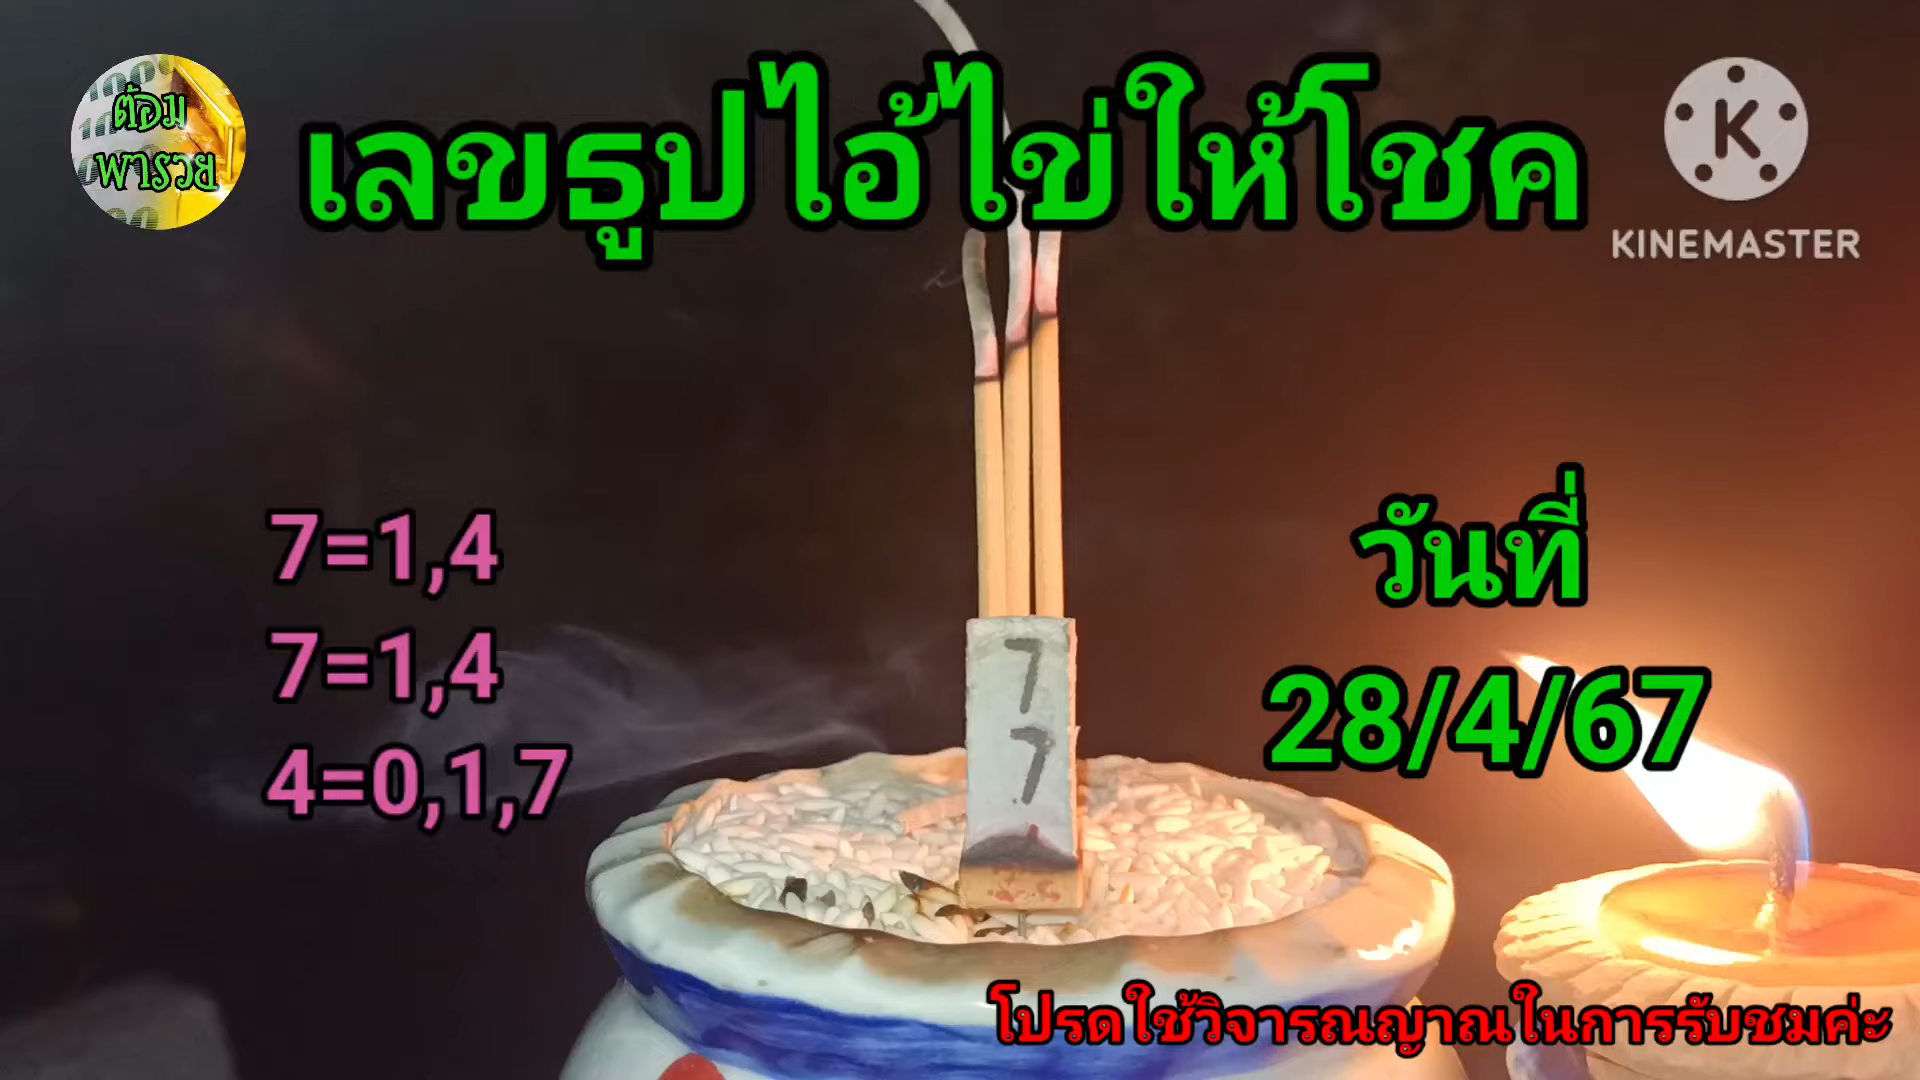 ต้อม
พารวย
เลขธูปไอ้ไข่ให้โชค
K
KINEMASTER
7=1,4
7=1,4
4=0,1,7
วันที่
28/4/67
7
7
โปรดใช้วิจารณญาณในการรับชมค่ะ